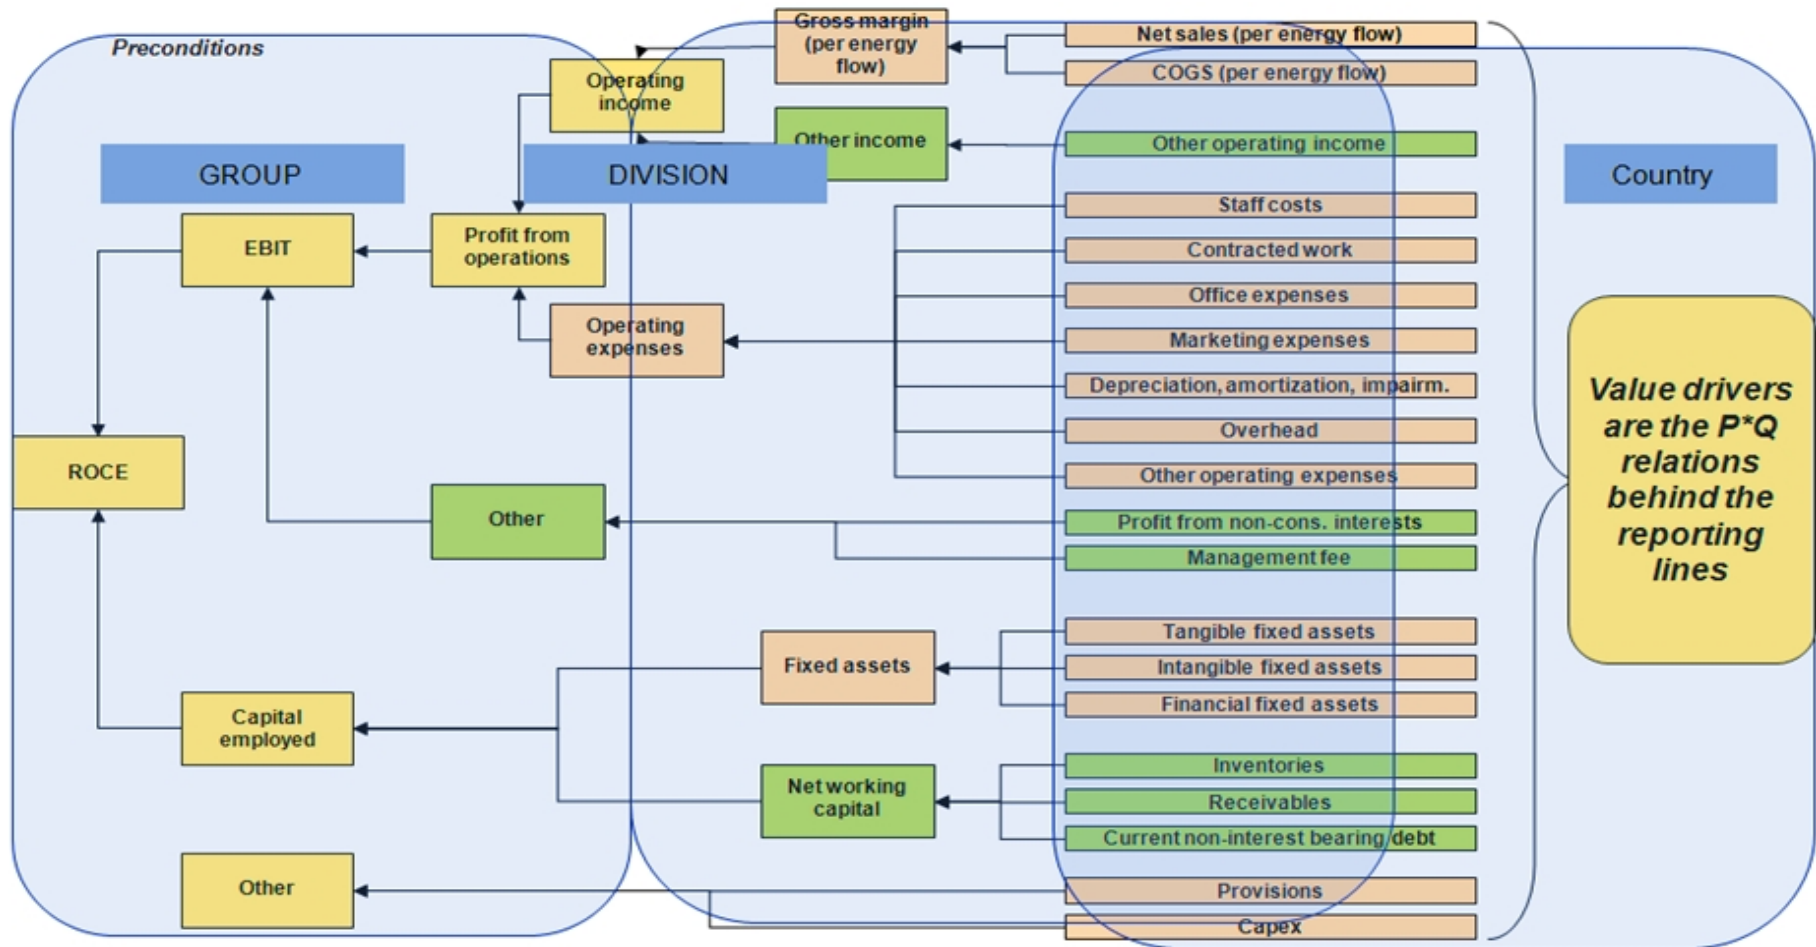 Preconditions
GROUP
DIVISION
Country
ROCE
EBIT
Capital
employed
Other
Profit from
operations
Other
Operating
income
Operating
expenses
Gross margin
(per energy
flow)
Other income
Fixed assets
Net working
capital
Net sales (per energy flow)
COGS (per energy flow)
Other operating income
Staff costs
Contracted work
Office expenses
Marketing expenses
Depreciation, amortization, impairm.
Overhead
Other operating expenses
Profit from non-cons. interests
Management fee
Tangible fixed assets
Intangible fixed assets
Financial fixed assets
Inventories
Receivables
Current non-interest bearing debt
Provisions
Capex
Value drivers
are the P*Q
relations
behind the
reporting
lines